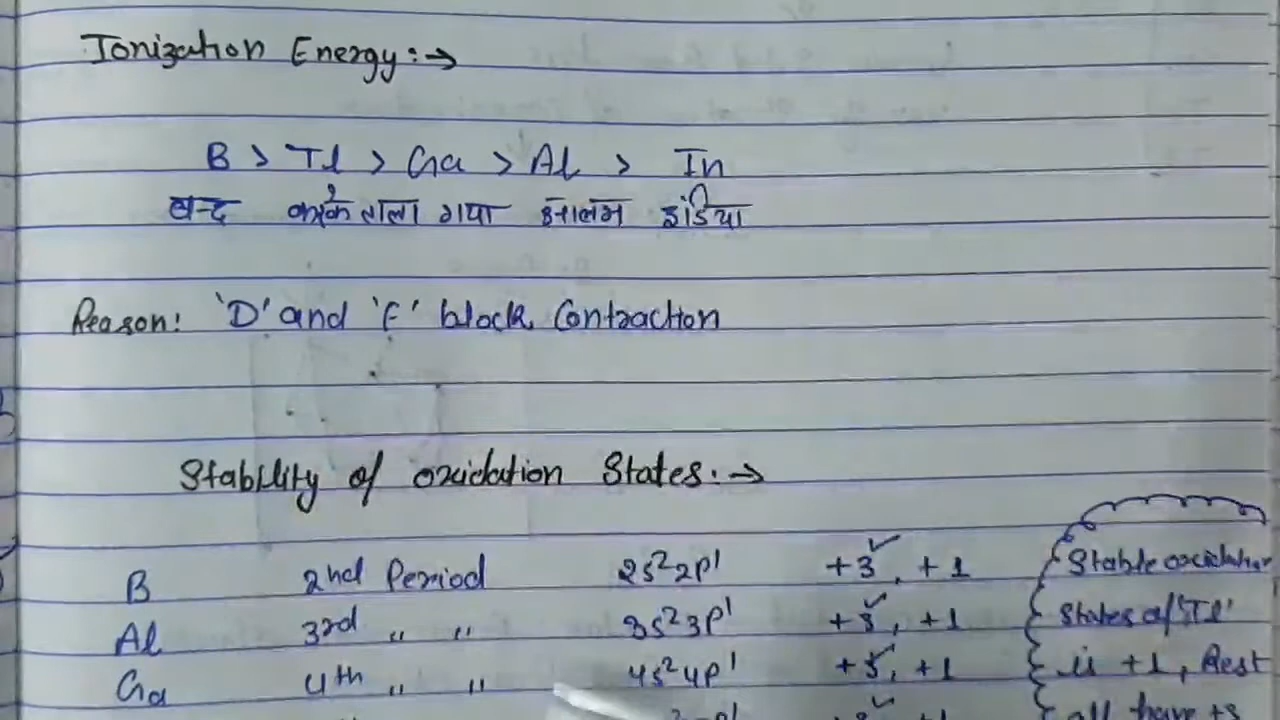 Ionization Energy:→
B > Tl > Ga > Al > In
बन्द करके ताला गया आलम इंडिया
Reason: 'D' and 'F' block Contraction
Stability of oxidation States:→
B 2nd Period 2s²2p¹ +3✓, +1 Stable oxidation
Al 3rd " " 3s²3p¹ +3✓, +1 States of 'Tl'
Ga 4th " " 4s²4p¹ +3✓, +1 is +1, Rest
all have +3